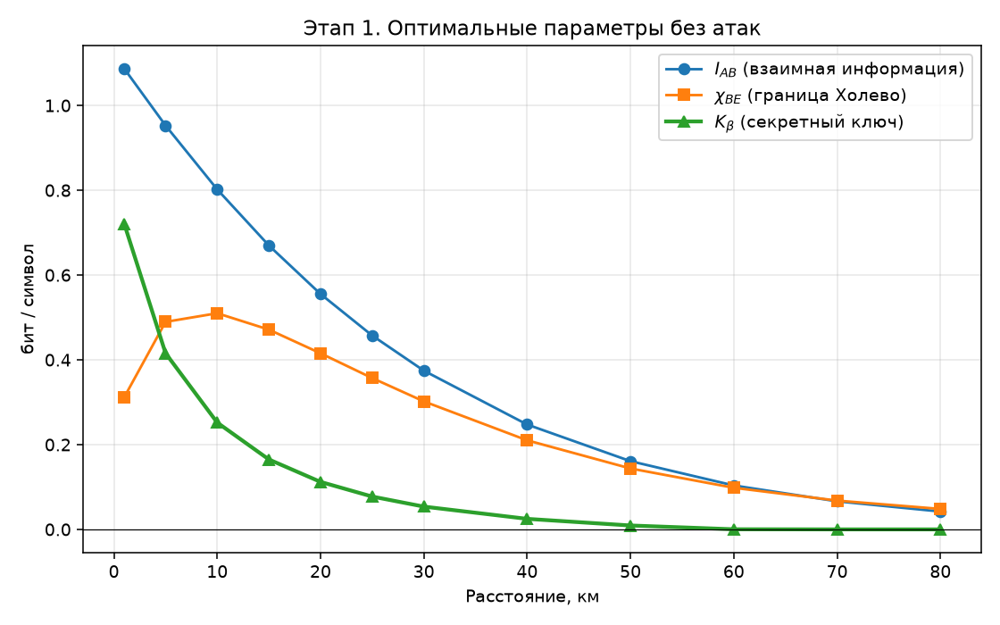 Этап 1. Оптимальные параметры без атак
I_AB (взаимная информация)
χ_BE (граница Холево)
K_β (секретный ключ)
бит / символ
1.0
0.8
0.6
0.4
0.2
0.0
0 10 20 30 40 50 60 70 80
Расстояние, км